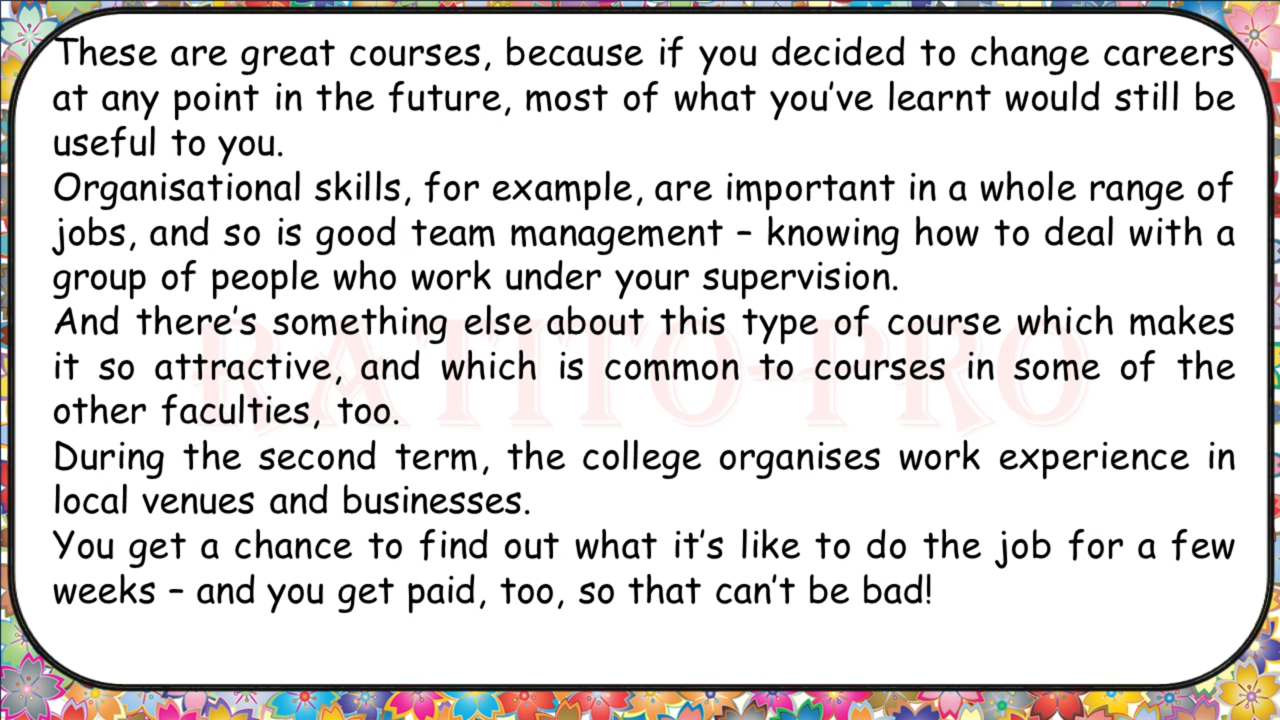 These are great courses, because if you decided to change careers
at any point in the future, most of what you've learnt would still be
useful to you.
Organisational skills, for example, are important in a whole range of
jobs, and so is good team management – knowing how to deal with a
group of people who work under your supervision.
And there's something else about this type of course which makes
it so attractive, and which is common to courses in some of the
other faculties, too.
During the second term, the college organises work experience in
local venues and businesses.
You get a chance to find out what it's like to do the job for a few
weeks – and you get paid, too, so that can't be bad!
RATITO-PRO